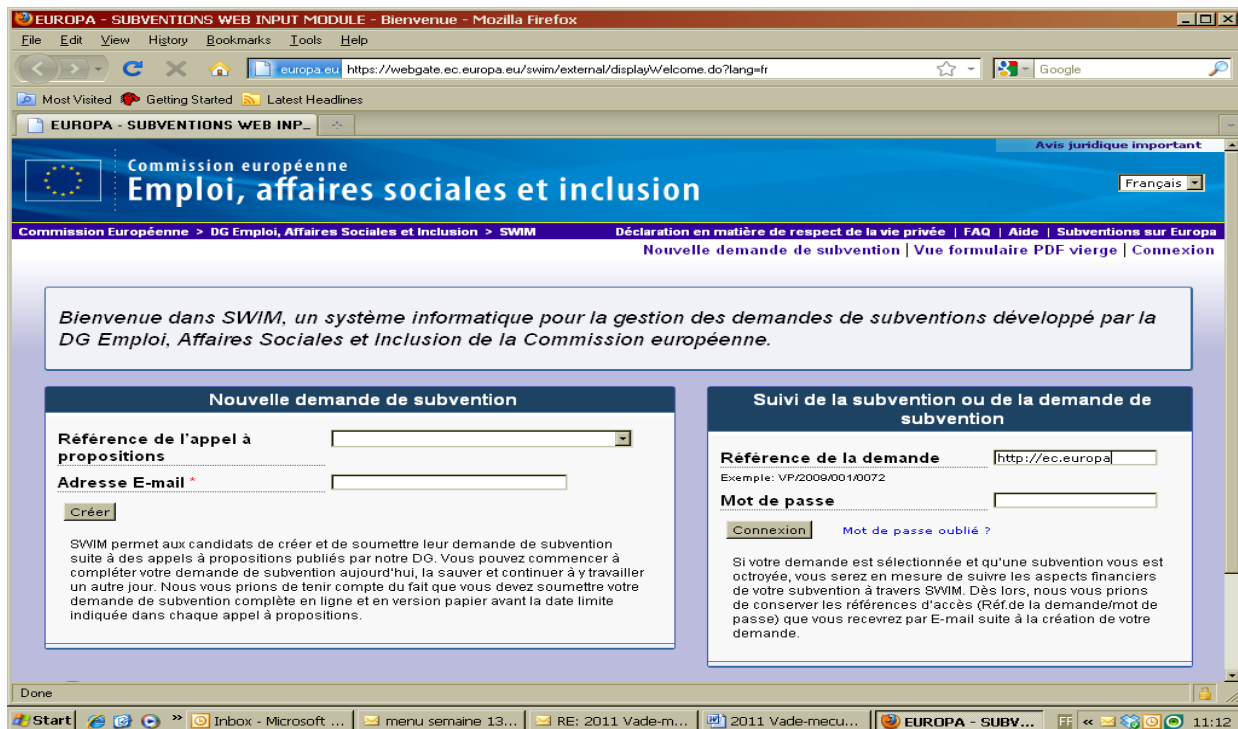 EUROPA - SUBVENTIONS WEB INPUT MODULE - Bienvenue - Mozilla Firefox
File Edit View History Bookmarks Tools Help
europa.eu https://webgate.ec.europa.eu/swim/external/displayWelcome.do?lang=fr
Google
Most Visited Getting Started Latest Headlines
EUROPA - SUBVENTIONS WEB INP...
Avis juridique important
Commission européenne
Emploi, affaires sociales et inclusion
Français
Commission Européenne > DG Emploi, Affaires Sociales et Inclusion > SWIM
Déclaration en matière de respect de la vie privée | FAQ | Aide | Subventions sur Europa
Nouvelle demande de subvention | Vue formulaire PDF vierge | Connexion
Bienvenue dans SWIM, un système informatique pour la gestion des demandes de subventions développé par la
DG Emploi, Affaires Sociales et Inclusion de la Commission européenne.
Nouvelle demande de subvention
Référence de l'appel à
propositions
Adresse E-mail *
Créer
SWIM permet aux candidats de créer et de soumettre leur demande de subvention
suite à des appels à propositions publiés par notre DG. Vous pouvez commencer à
compléter votre demande de subvention aujourd'hui, la sauver et continuer à y travailler
un autre jour. Nous vous prions de tenir compte du fait que vous devez soumettre votre
demande de subvention complète en ligne et en version papier avant la date limite
indiquée dans chaque appel à propositions.
Suivi de la subvention ou de la demande de
subvention
Référence de la demande http://ec.europa
Exemple: VP/2009/001/0072
Mot de passe
Connexion Mot de passe oublié ?
Si votre demande est sélectionnée et qu'une subvention vous est
octroyée, vous serez en mesure de suivre les aspects financiers
de votre subvention à travers SWIM. Dès lors, nous vous prions
de conserver les références d'accès (Réf.de la demande/mot de
passe) que vous recevrez par E-mail suite à la création de votre
demande.
Done
Start » Inbox - Microsoft ... menu semaine 13... RE: 2011 Vade-m... 2011 Vade-mecu... EUROPA - SUBV... FF « 11:12